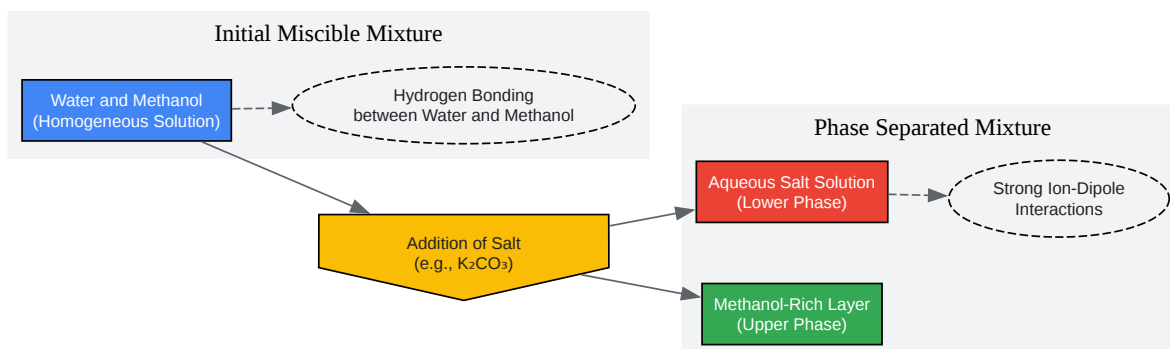 Initial Miscible Mixture
Water and Methanol
(Homogeneous Solution)
Hydrogen Bonding
between Water and Methanol
Addition of Salt
(e.g., K₂CO₃)
Phase Separated Mixture
Aqueous Salt Solution
(Lower Phase)
Strong Ion-Dipole
Interactions
Methanol-Rich Layer
(Upper Phase)